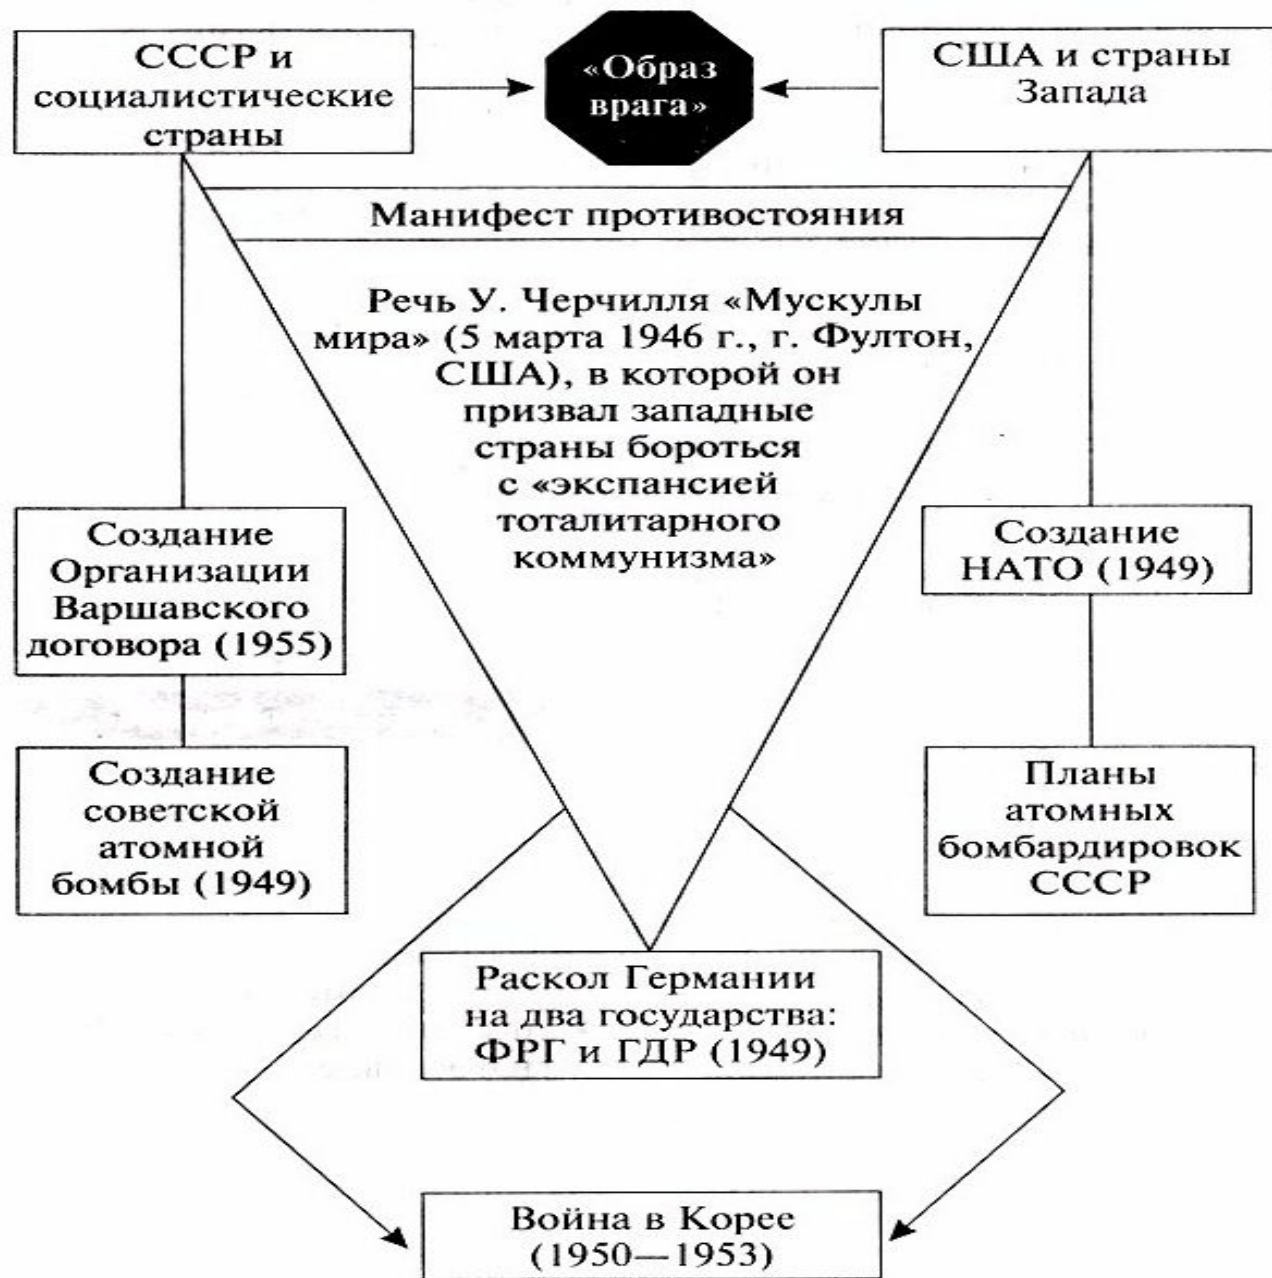 СССР и
социалистические
страны
«Образ
врага»
США и страны
Запада
Манифест противостояния
Речь У. Черчилля «Мускулы
мира» (5 марта 1946 г., г. Фултон,
США), в которой он
призвал западные
страны бороться
с «экспансией
тоталитарного
коммунизма»
Создание
Организации
Варшавского
договора (1955)
Создание
НАТО (1949)
Создание
советской
атомной
бомбы (1949)
Планы
атомных
бомбардировок
СССР
Раскол Германии
на два государства:
ФРГ и ГДР (1949)
Война в Корее
(1950—1953)